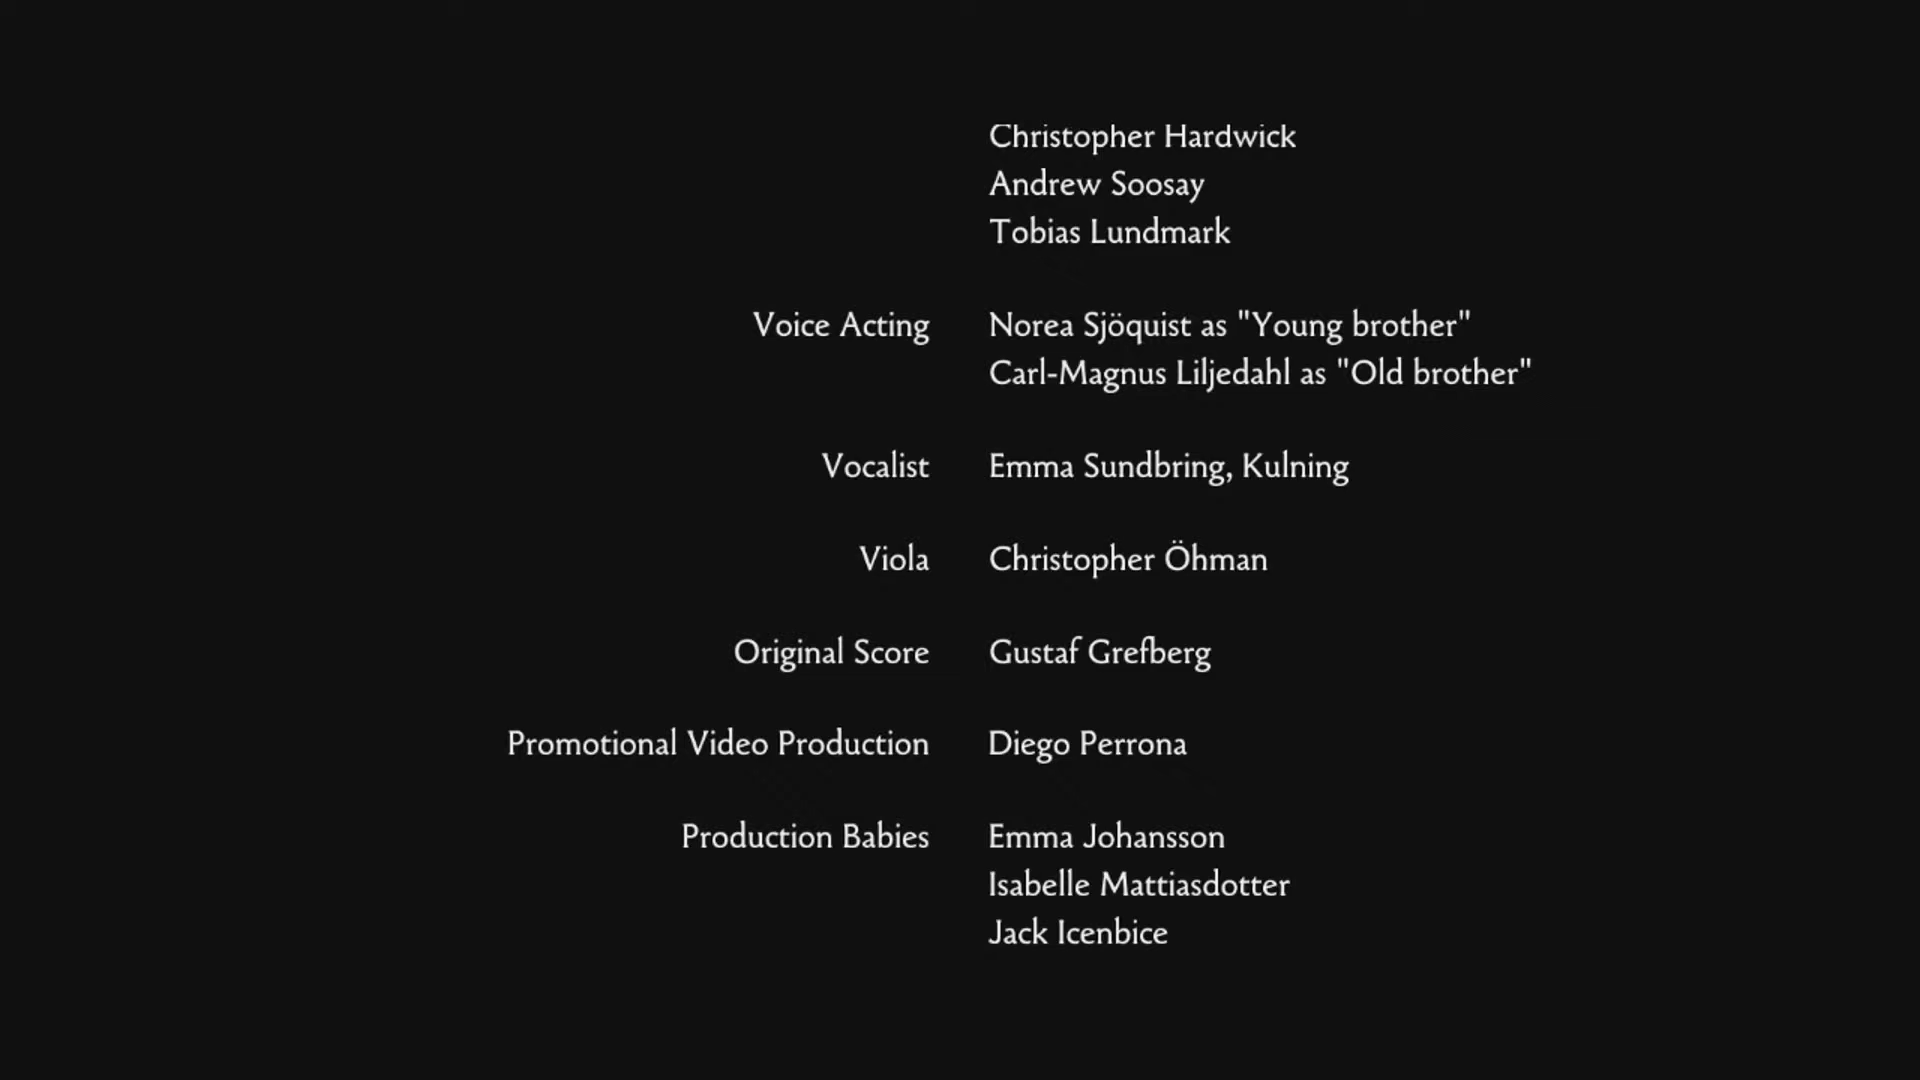 Christopher Hardwick
Andrew Soosay
Tobias Lundmark
Voice Acting Norea Sjöquist as "Young brother"
Carl-Magnus Liljedahl as "Old brother"
Vocalist Emma Sundbring, Kulning
Viola Christopher Öhman
Original Score Gustaf Grefberg
Promotional Video Production Diego Perrona
Production Babies Emma Johansson
Isabelle Mattiasdotter
Jack Icenbice